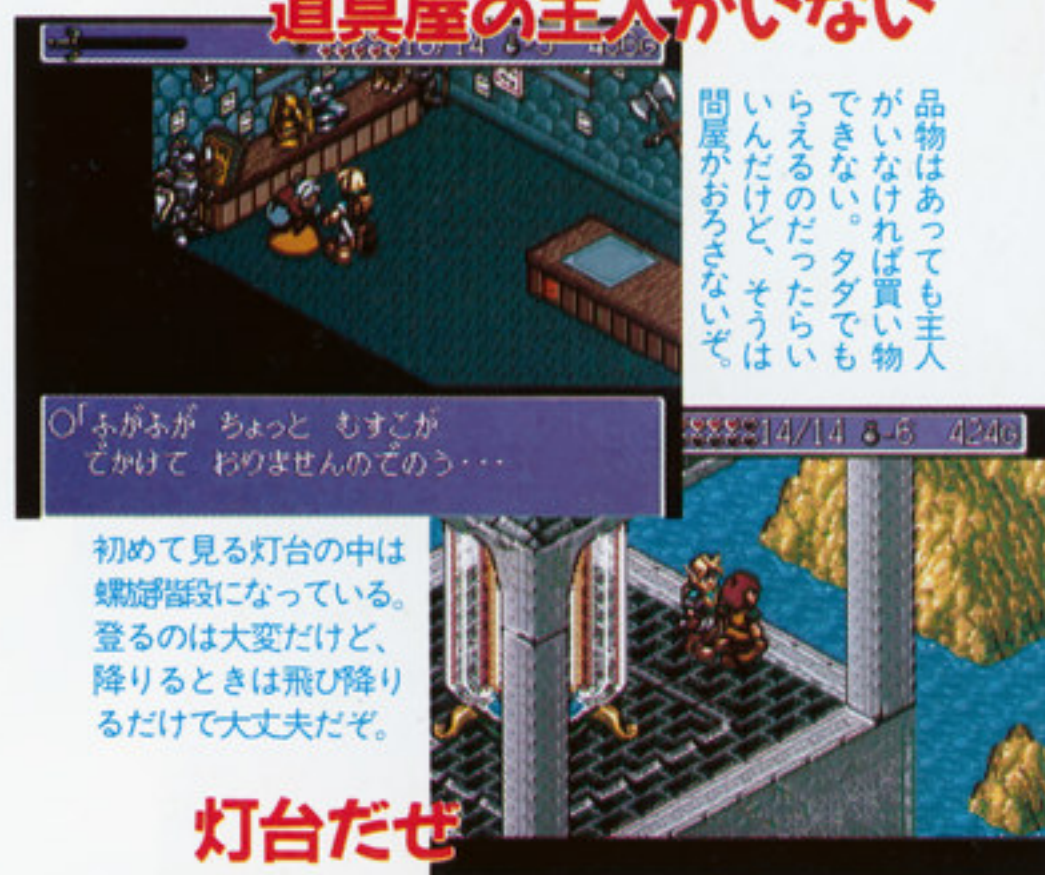 道具屋の主人がいない
品物はあっても主人
がいなければ買い物
できない。タダでも
らえるのだったらい
いんだけど、そうは
問屋がおろさないぞ。
○「ふがふが ちょっと むすこが
でかけて おりませんのでのう・・・
14/14 6 424G
初めて見る灯台の中は
螺旋階段になっている。
登るのは大変だけど、
降りるときは飛び降り
るだけで大丈夫だぞ。
灯台だぜ